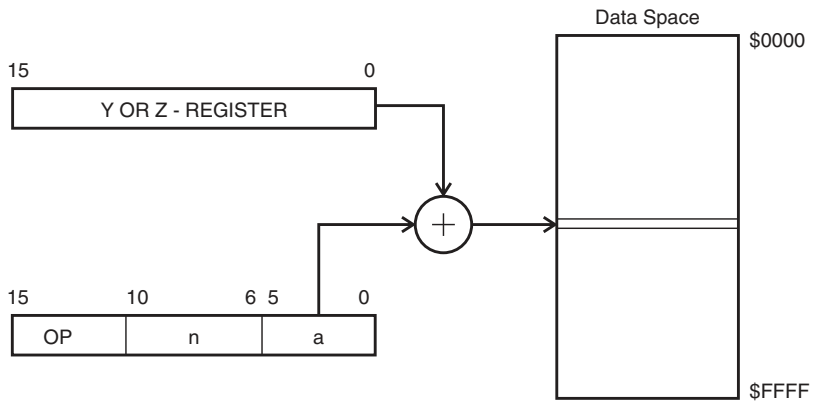 Data Space
$0000
15 0
Y OR Z - REGISTER
+
15 10 6 5 0
OP n a
$FFFF